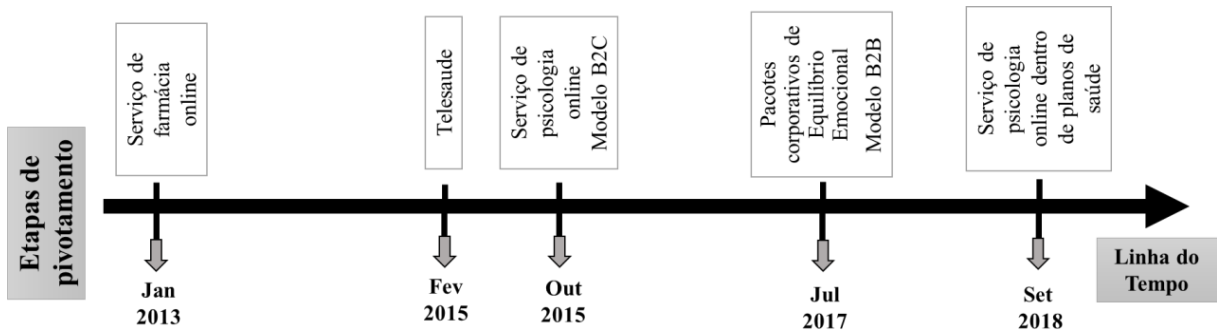 Etapas de
pivotamento
Serviço de
farmácia
online
Telesaude
Serviço de
psicologia
online
Modelo B2C
Pacotes
corporativos de
Equilíbrio
Emocional
Modelo B2B
Serviço de
psicologia
online dentro
de planos de
saúde
Jan
2013
Fev
2015
Out
2015
Jul
2017
Set
2018
Linha do
Tempo